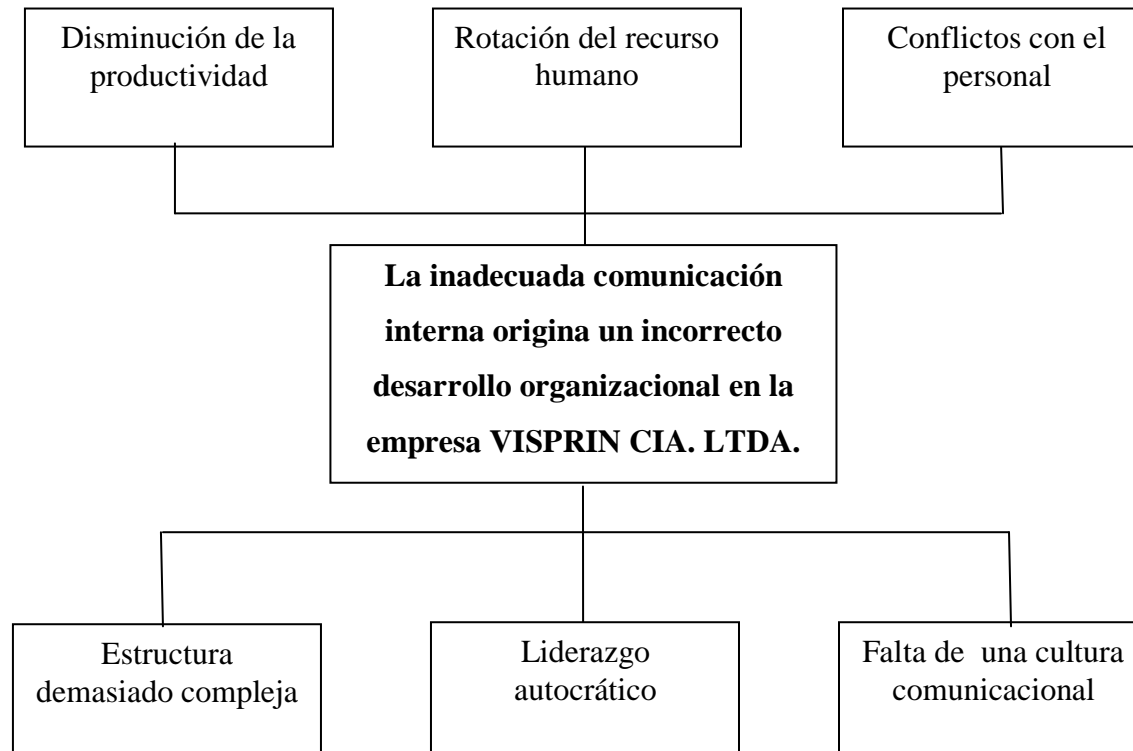 Disminución de la
productividad
Rotación del recurso
humano
Conflictos con el
personal
La inadecuada comunicación
interna origina un incorrecto
desarrollo organizacional en la
empresa VISPRIN CIA. LTDA.
Estructura
demasiado compleja
Liderazgo
autocrático
Falta de  una cultura
comunicacional